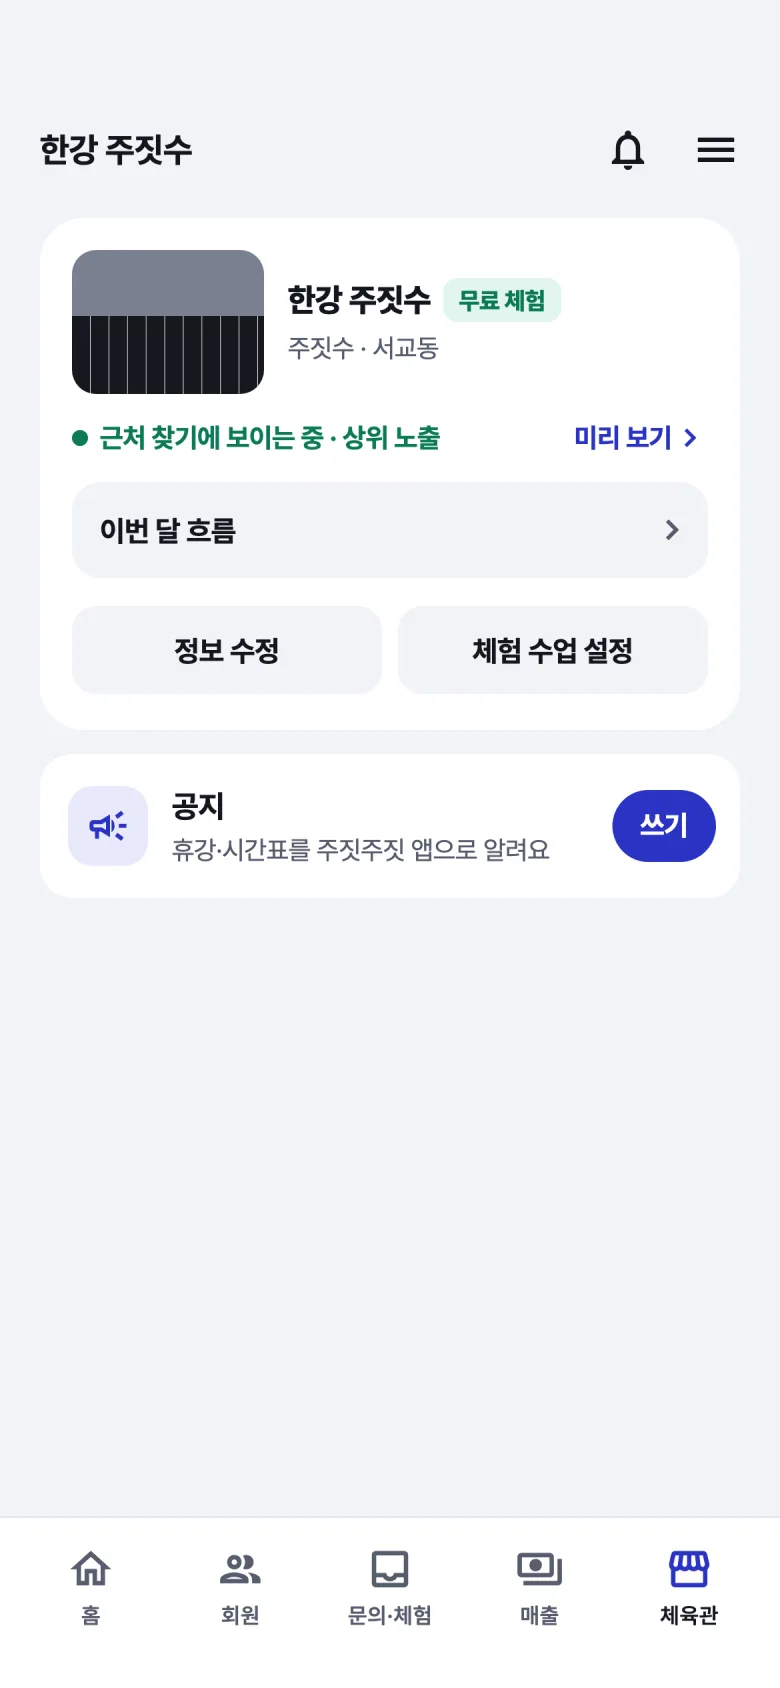 한강 주짓수
한강 주짓수 무료 체험
주짓수 · 서교동
근처 찾기에 보이는 중 · 상위 노출 미리 보기
이번 달 흐름
정보 수정 체험 수업 설정
공지
휴강·시간표를 주짓주짓 앱으로 알려요
쓰기
홈 회원 문의·체험 매출 체육관